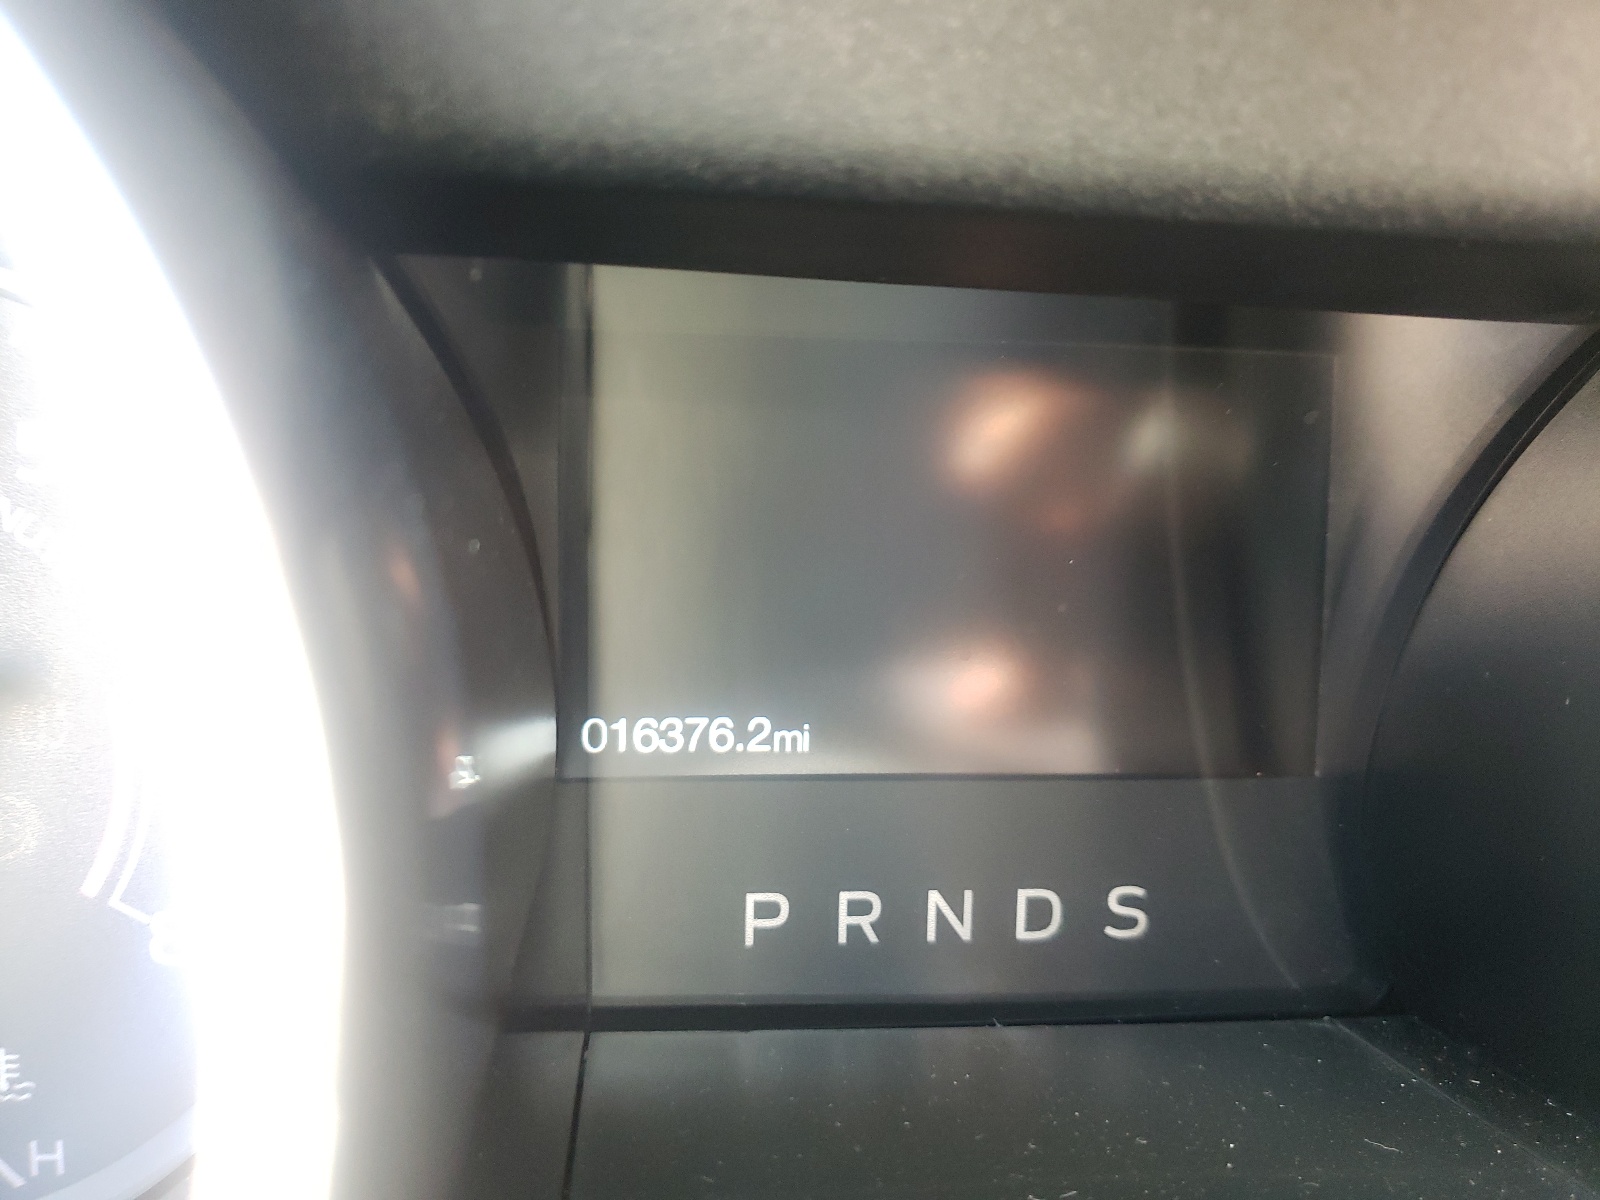 016376.2mi
P R N D S
H